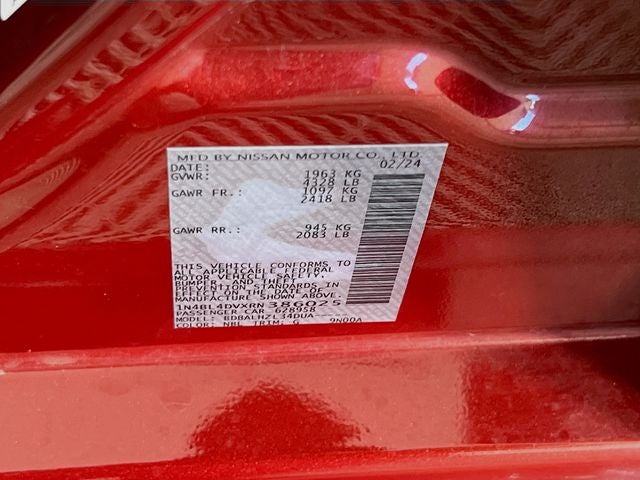 MFD BY NISSAN MOTOR CO., LTD.
DATE: 02/24
GVWR: 1963 KG
4328 LB
GAWR FR.: 1097 KG
2418 LB
GAWR RR.: 945 KG
2083 LB
THIS VEHICLE CONFORMS TO
ALL APPLICABLE FEDERAL
MOTOR VEHICLE SAFETY,
BUMPER, AND THEFT
PREVENTION STANDARDS IN
EFFECT ON THE DATE OF
MANUFACTURE SHOWN ABOVE.
1N4BL4DVXRN386025
PASSENGER CAR 628958
MODEL: BDBALHZL34DUA----
COLOR: NBL TRIM: G 9N00A